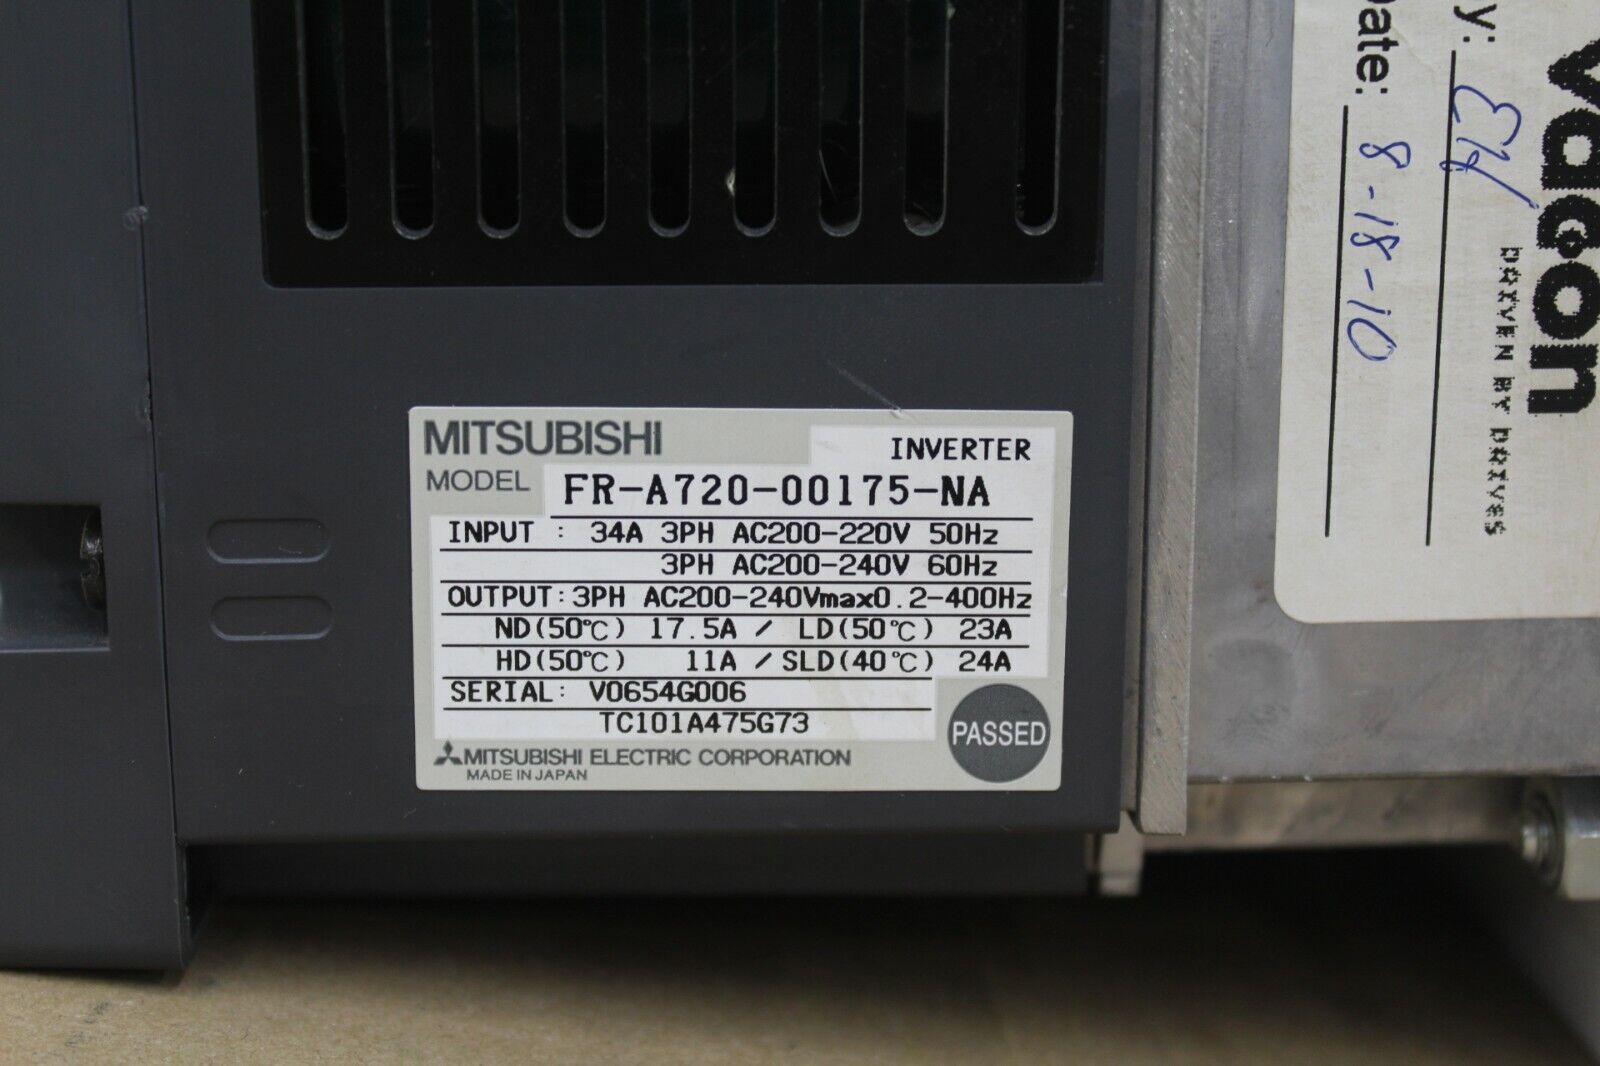 MITSUBISHI
INVERTER
MODEL FR-A720-00175-NA
INPUT : 34A 3PH AC200-220V 50Hz
3PH AC200-240V 60Hz
OUTPUT: 3PH AC200-240Vmax0.2-400Hz
ND(50℃) 17.5A / LD(50℃) 23A
HD(50℃) 11A / SLD(40℃) 24A
SERIAL: V0654G006
TC101A475G73
PASSED
MITSUBISHI ELECTRIC CORPORATION
MADE IN JAPAN
Vacon
DRIVEN BY DRIVES
y:
Date: 8-18-10